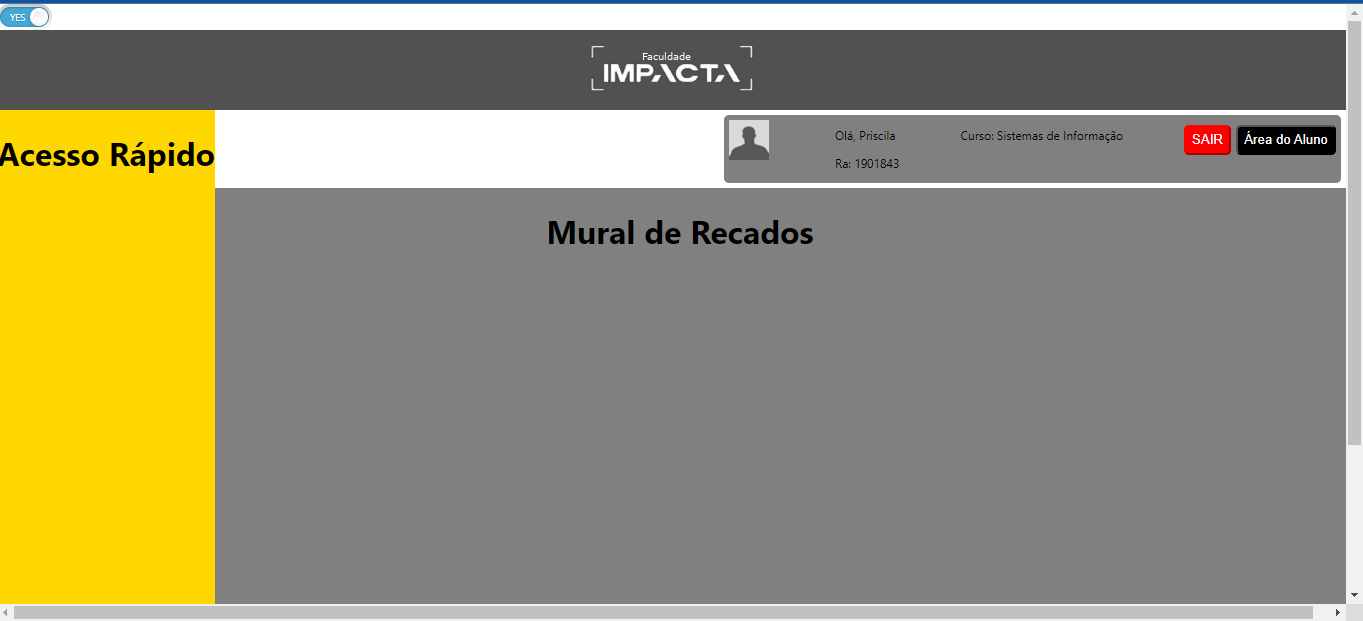 YES
Faculdade
IMPACTA
Acesso Rápido
Olá, Priscila
Curso: Sistemas de Informação
SAIR
Área do Aluno
Ra: 1901843
Mural de Recados